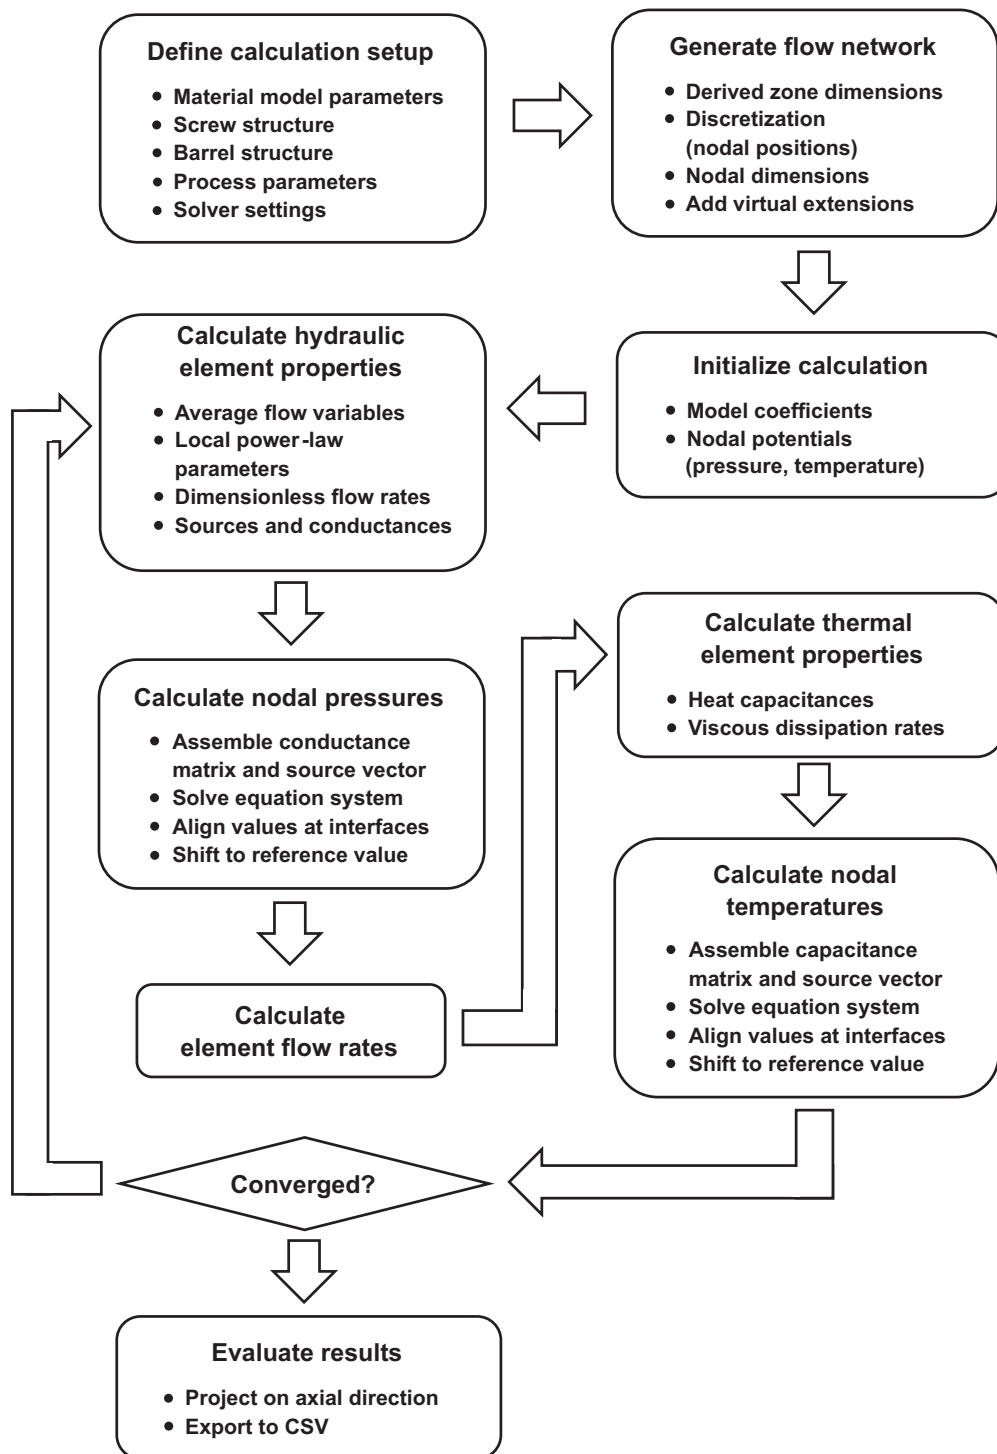 Define calculation setup
• Material model parameters
• Screw structure
• Barrel structure
• Process parameters
• Solver settings
Generate flow network
• Derived zone dimensions
• Discretization
(nodal positions)
• Nodal dimensions
• Add virtual extensions
Initialize calculation
• Model coefficients
• Nodal potentials
(pressure, temperature)
Calculate hydraulic
element properties
• Average flow variables
• Local power-law
parameters
• Dimensionless flow rates
• Sources and conductances
Calculate nodal pressures
• Assemble conductance
matrix and source vector
• Solve equation system
• Align values at interfaces
• Shift to reference value
Calculate
element flow rates
Calculate thermal
element properties
• Heat capacitances
• Viscous dissipation rates
Calculate nodal
temperatures
• Assemble capacitance
matrix and source vector
• Solve equation system
• Align values at interfaces
• Shift to reference value
Converged?
Evaluate results
• Project on axial direction
• Export to CSV